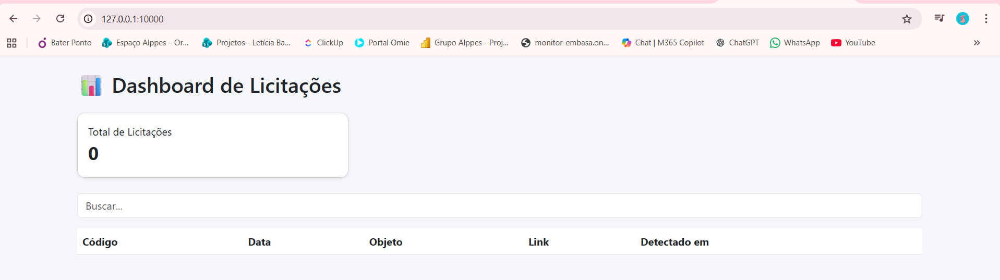 127.0.0.1:10000
Bater Ponto Espaço Alppes – Or... Projetos - Letícia Ba... ClickUp Portal Omie Grupo Alppes - Proj... monitor-embasa.on... Chat | M365 Copilot ChatGPT WhatsApp YouTube
Dashboard de Licitações
Total de Licitações
0
Buscar...
Código Data Objeto Link Detectado em